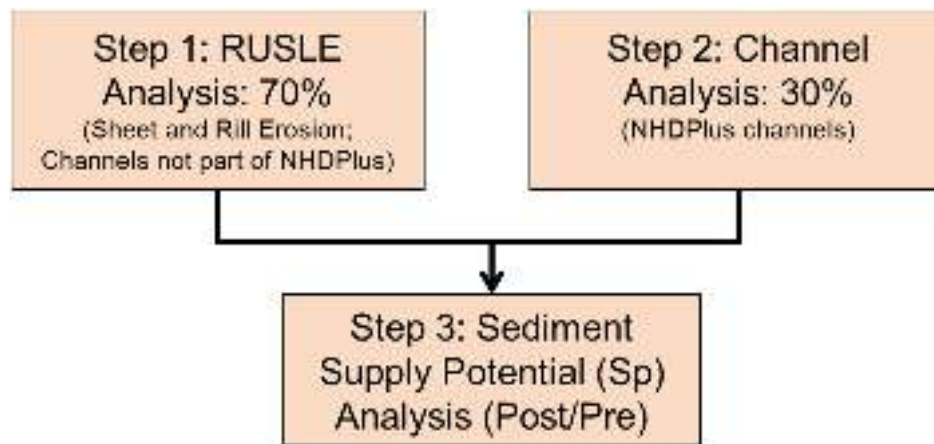 Step 1: RUSLE
Analysis: 70%
(Sheet and Rill Erosion;
Channels not part of NHDPlus)
Step 2: Channel
Analysis: 30%
(NHDPlus channels)
Step 3: Sediment
Supply Potential (Sp)
Analysis (Post/Pre)